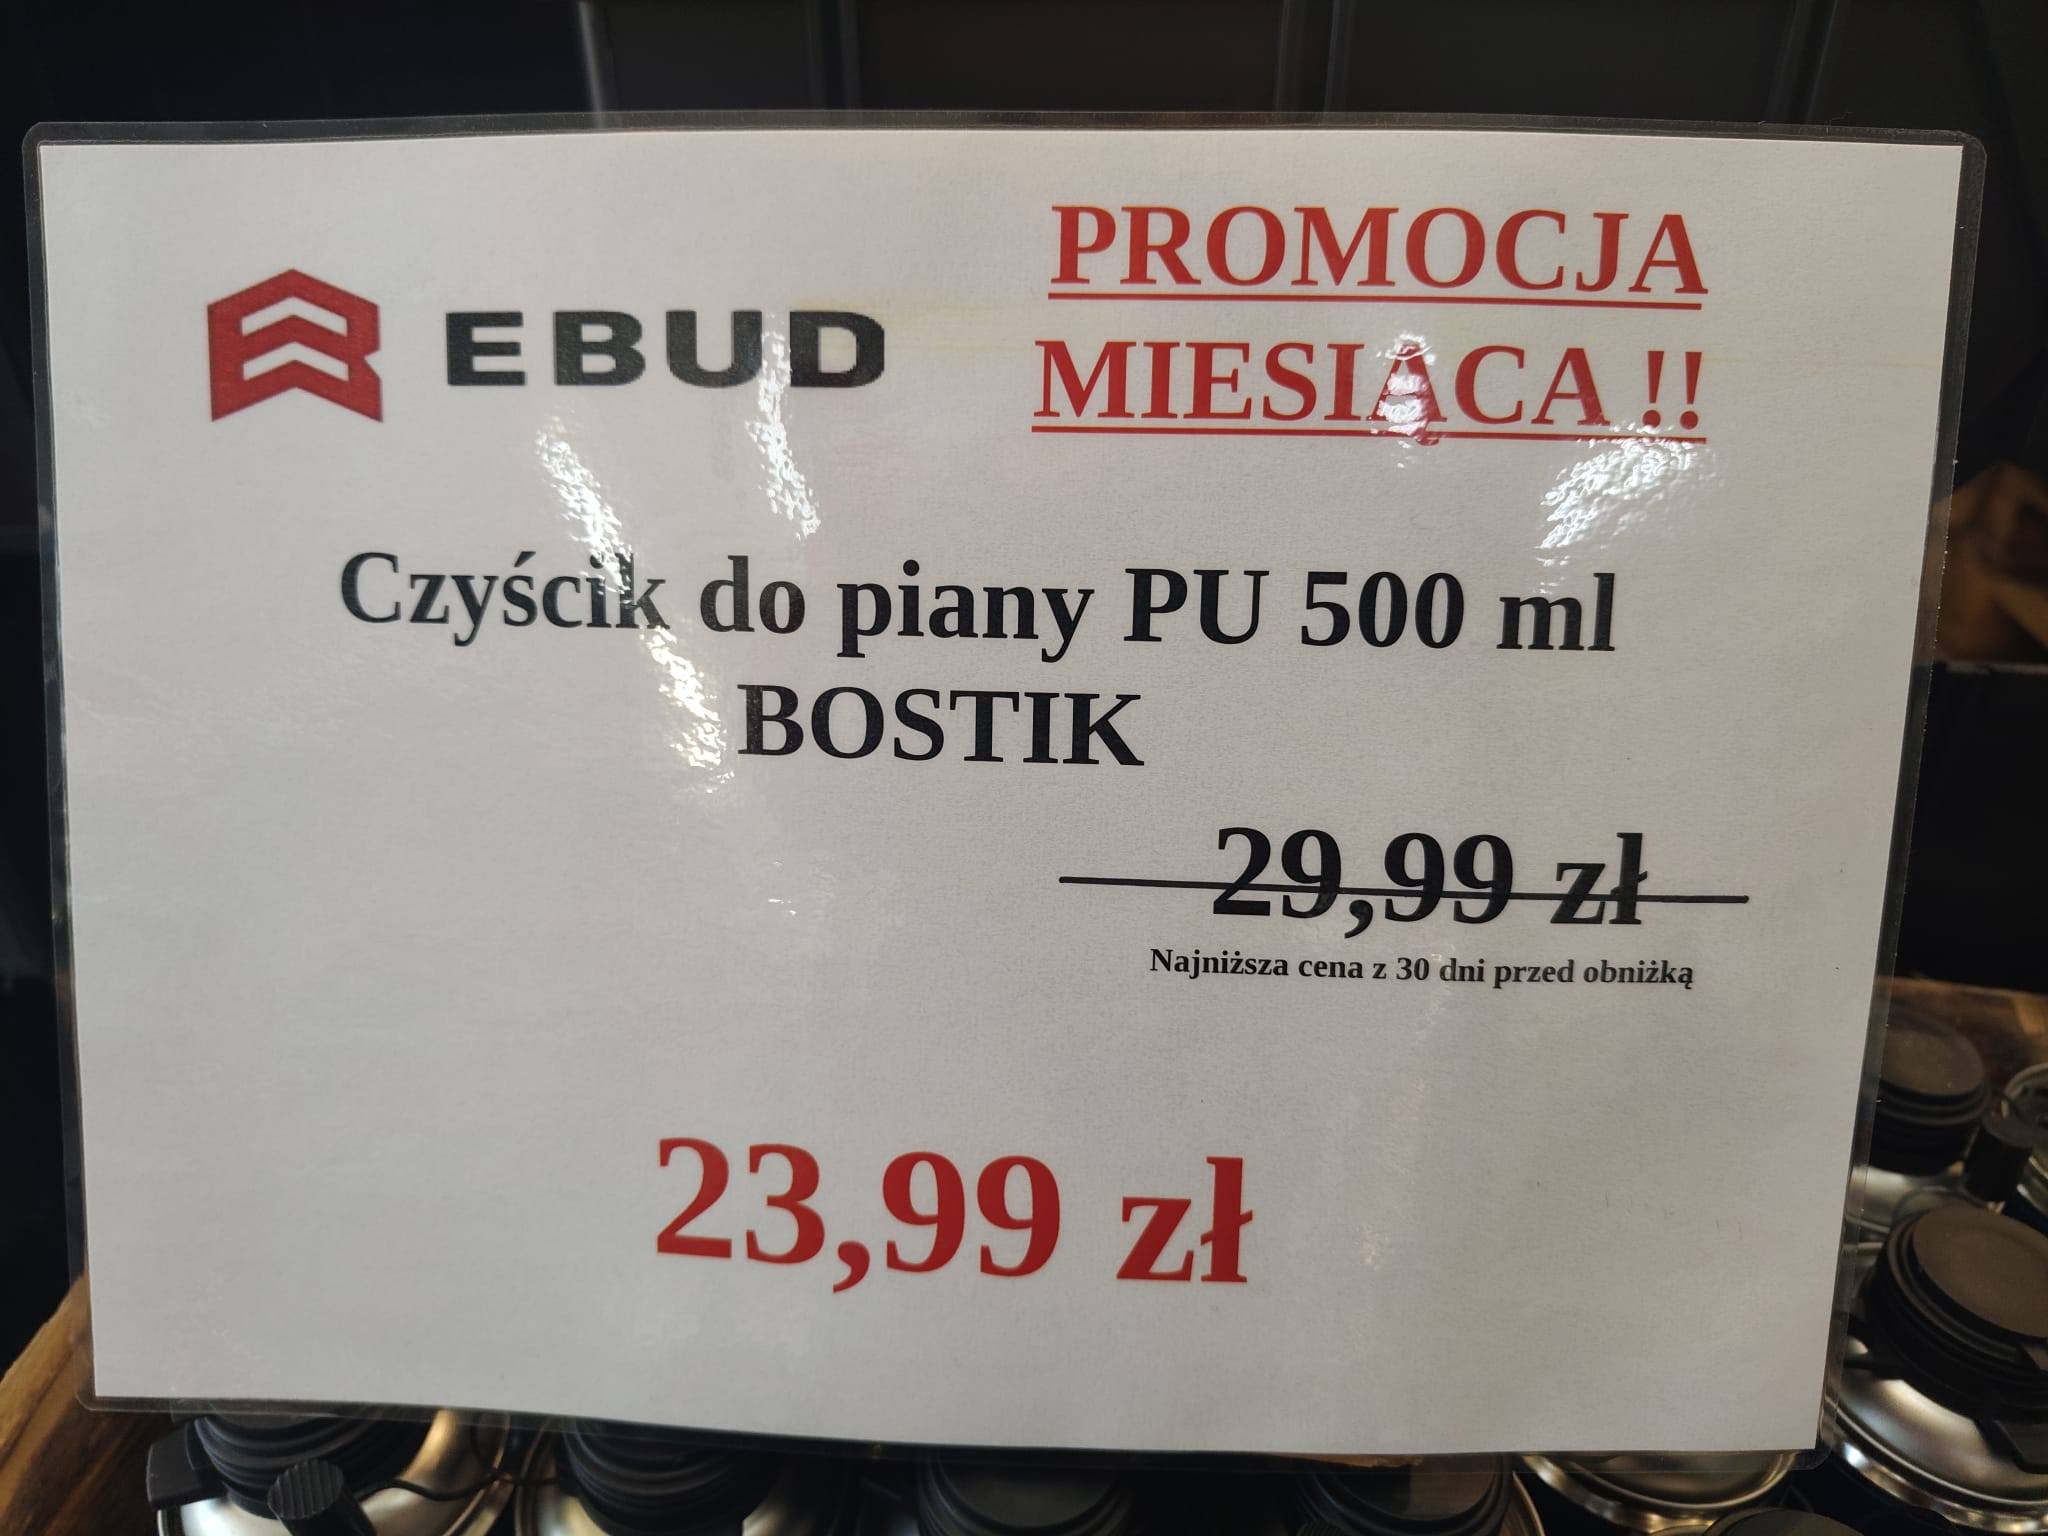 EBUD
PROMOCJA
MIESIĄCA !!
Czyścik do piany PU 500 ml
BOSTIK
29,99 zł
Najniższa cena z 30 dni przed obniżką
23,99 zł